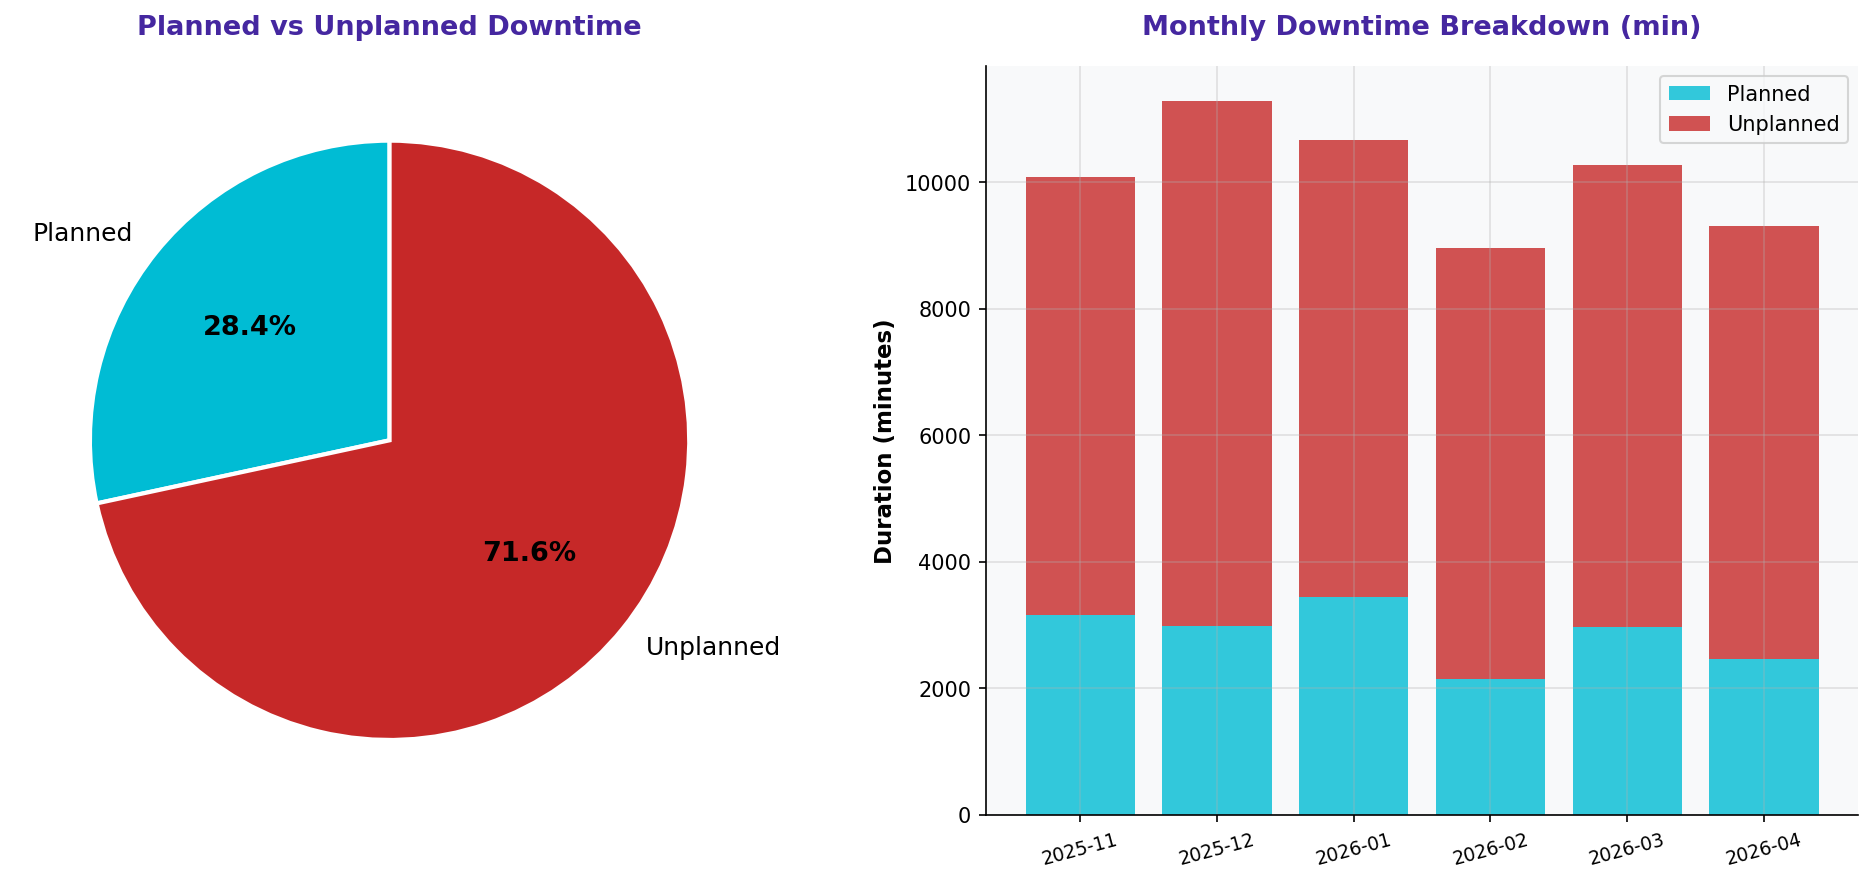 Planned vs Unplanned Downtime
Planned
28.4%
71.6%
Unplanned
Monthly Downtime Breakdown (min)
Planned
Unplanned
Duration (minutes)
10000
8000
6000
4000
2000
0
2025-11
2025-12
2026-01
2026-02
2026-03
2026-04